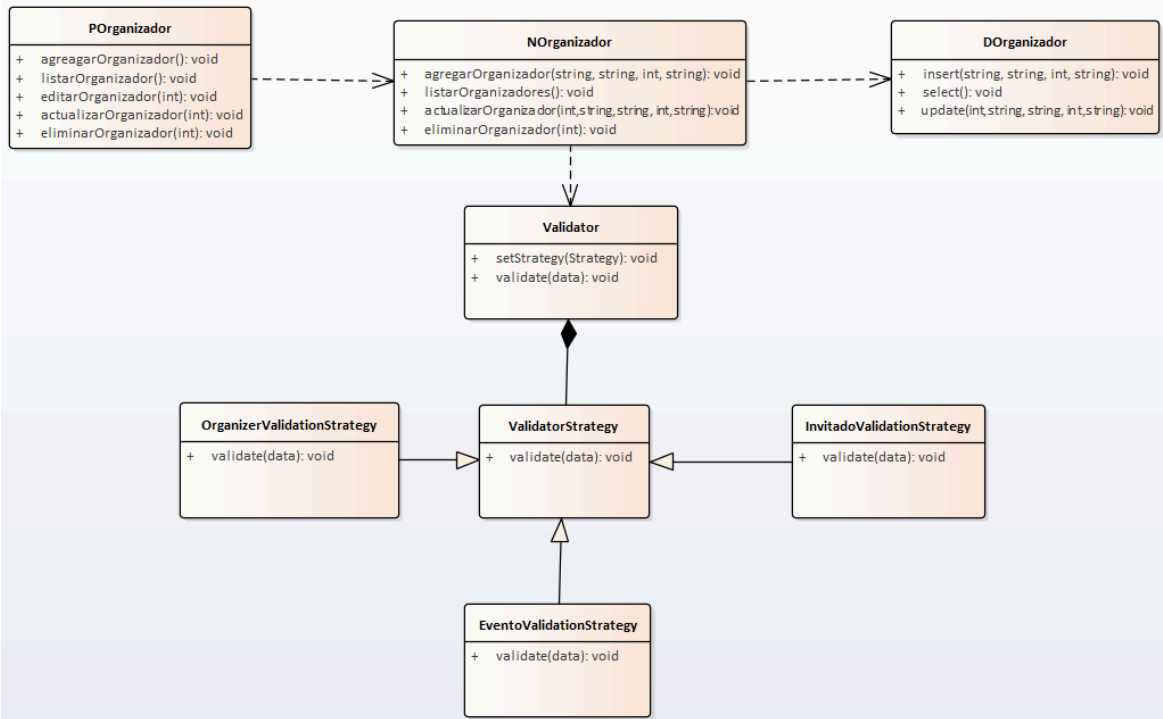 POrganizador
+ agreagarOrganizador(): void
+ listarOrganizador(): void
+ editarOrganizador(int): void
+ actualizarOrganizador(int): void
+ eliminarOrganizador(int): void
NOrganizador
+ agregarOrganizador(string, string, int, string): void
+ listarOrganizadores(): void
+ actualizarOrganizador(int,string,string, int,string):void
+ eliminarOrganizador(int): void
DOrganizador
+ insert(string, string, int, string): void
+ select(): void
+ update(int,string, string, int,string):void
Validator
+ setStrategy(Strategy): void
+ validate(data): void
OrganizerValidationStrategy
+ validate(data): void
ValidatorStrategy
+ validate(data): void
InvitadoValidationStrategy
+ validate(data): void
EventoValidationStrategy
+ validate(data): void